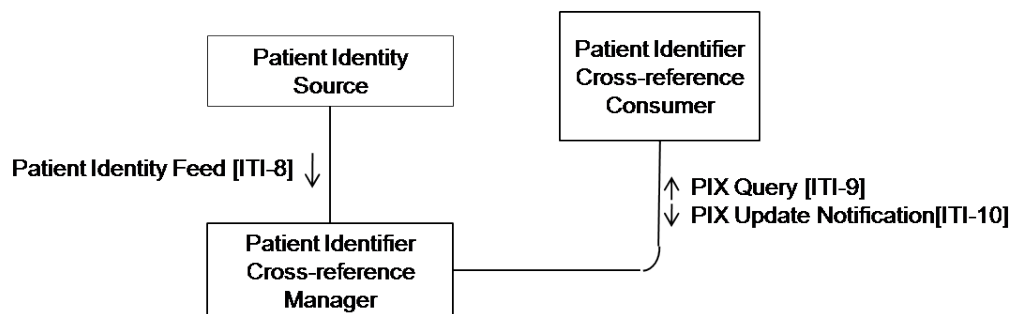 Patient Identity
Source
Patient Identifier
Cross-reference
Consumer
Patient Identity Feed [ITI-8]
PIX Query [ITI-9]
PIX Update Notification[ITI-10]
Patient Identifier
Cross-reference
Manager